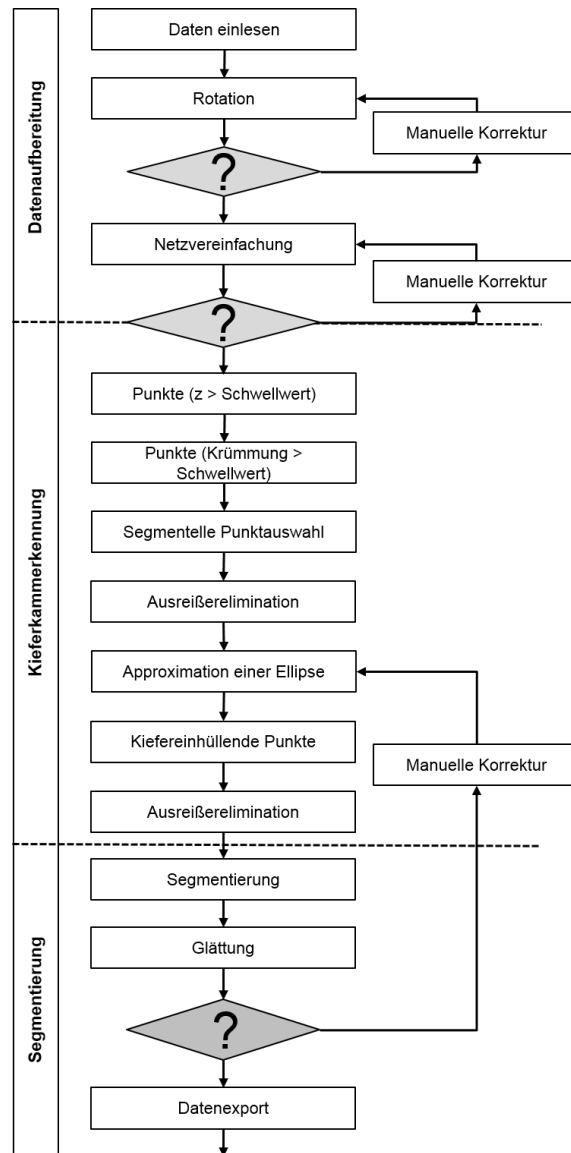 Datenaufbereitung
Daten einlesen
Rotation
Manuelle Korrektur
?
Netzvereinfachung
Manuelle Korrektur
?
Kieferkammerkennung
Punkte (z > Schwellwert)
Punkte (Krümmung >
Schwellwert)
Segmentelle Punktauswahl
Ausreißerelimination
Approximation einer Ellipse
Kiefereinhüllende Punkte
Manuelle Korrektur
Ausreißerelimination
Segmentierung
Segmentierung
Glättung
?
Datenexport